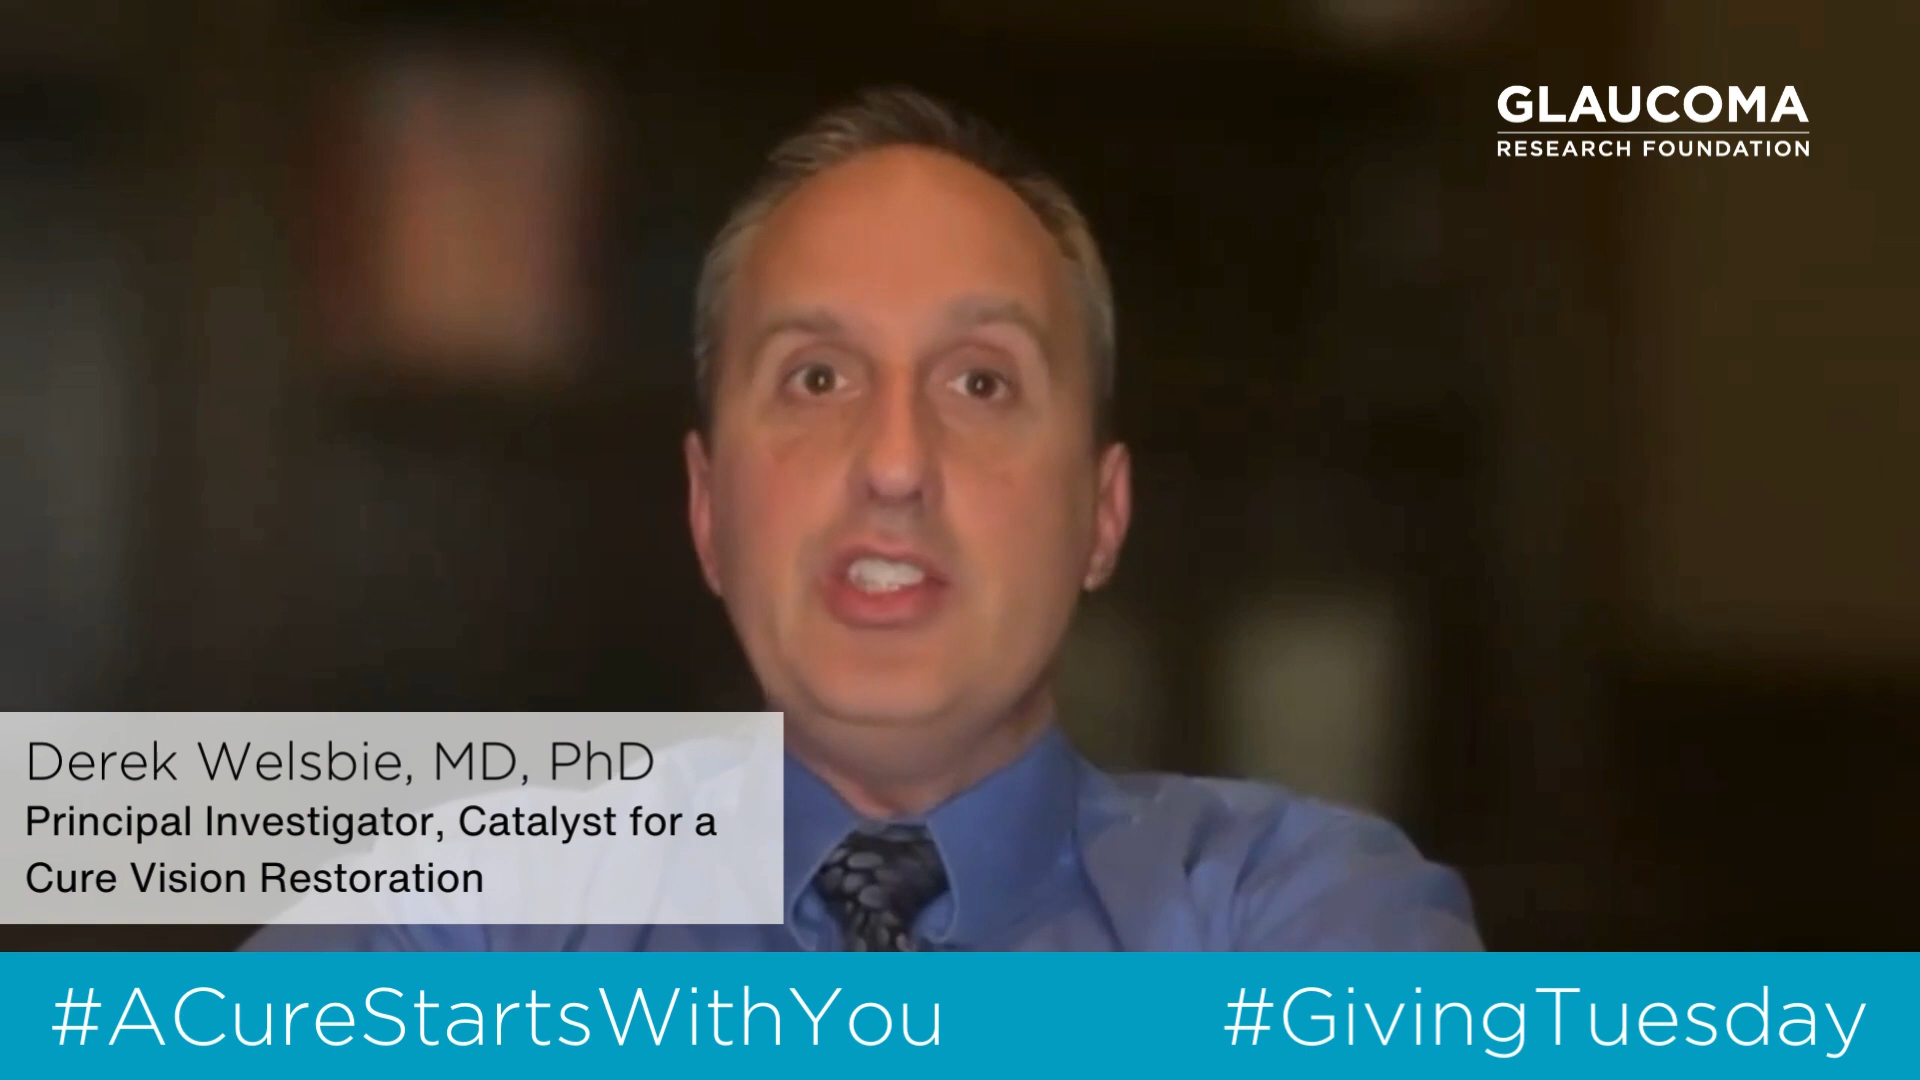 GLAUCOMA
RESEARCH FOUNDATION
Derek Welsbie, MD, PhD
Principal Investigator, Catalyst for a
Cure Vision Restoration
#ACureStartsWithYou
#GivingTuesday